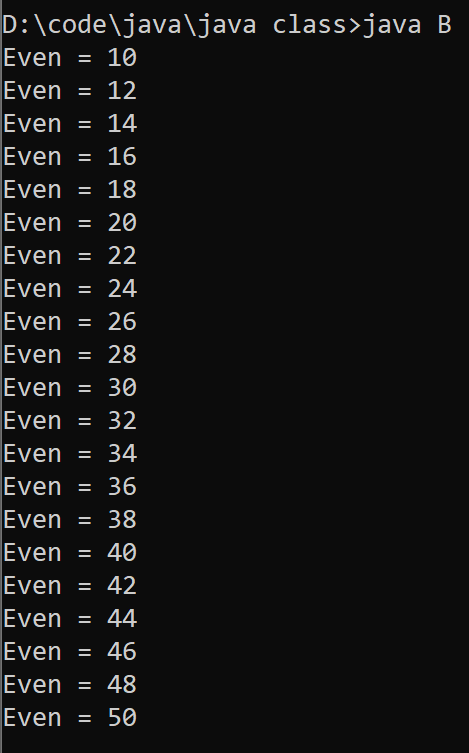 D:\code\java\java class>java B
Even = 10
Even = 12
Even = 14
Even = 16
Even = 18
Even = 20
Even = 22
Even = 24
Even = 26
Even = 28
Even = 30
Even = 32
Even = 34
Even = 36
Even = 38
Even = 40
Even = 42
Even = 44
Even = 46
Even = 48
Even = 50